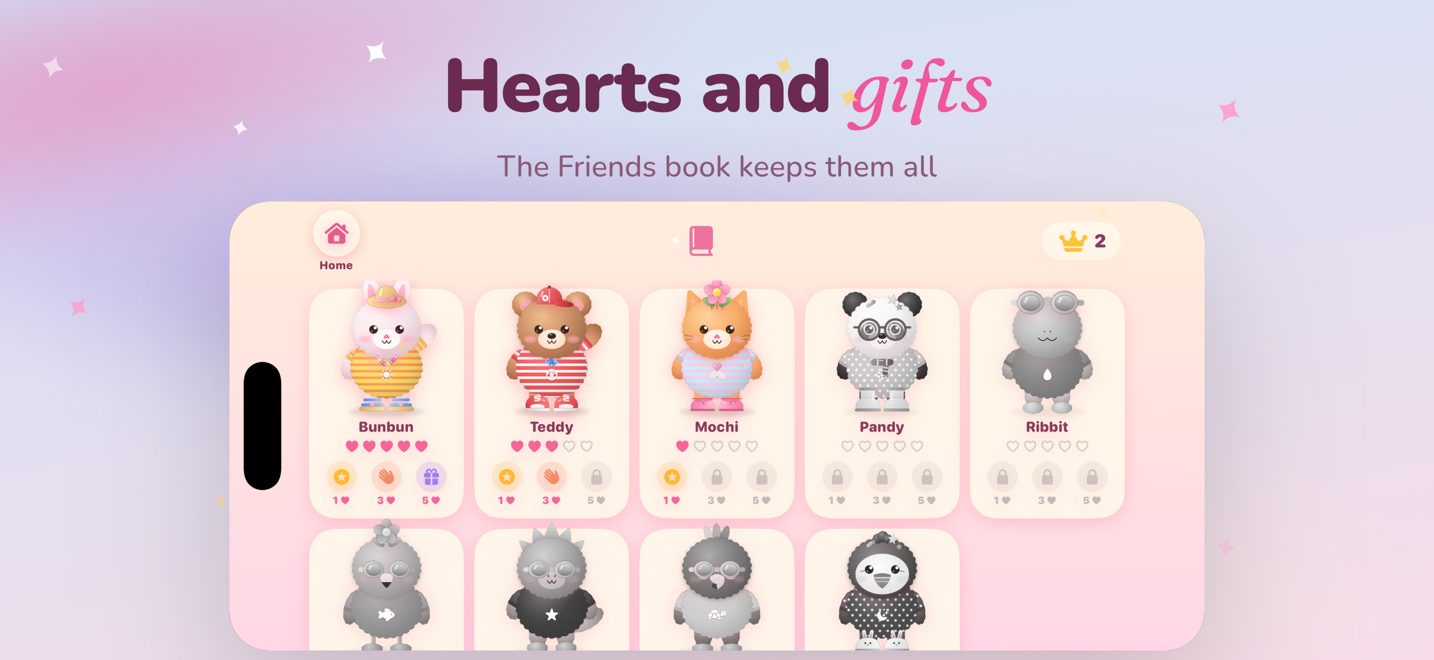 Hearts and gifts
The Friends book keeps them all
2
Home
Bunbun Teddy Mochi Pandy Ribbit
1 3 5 1 3 5 1 3 5 1 3 5 1 3 5